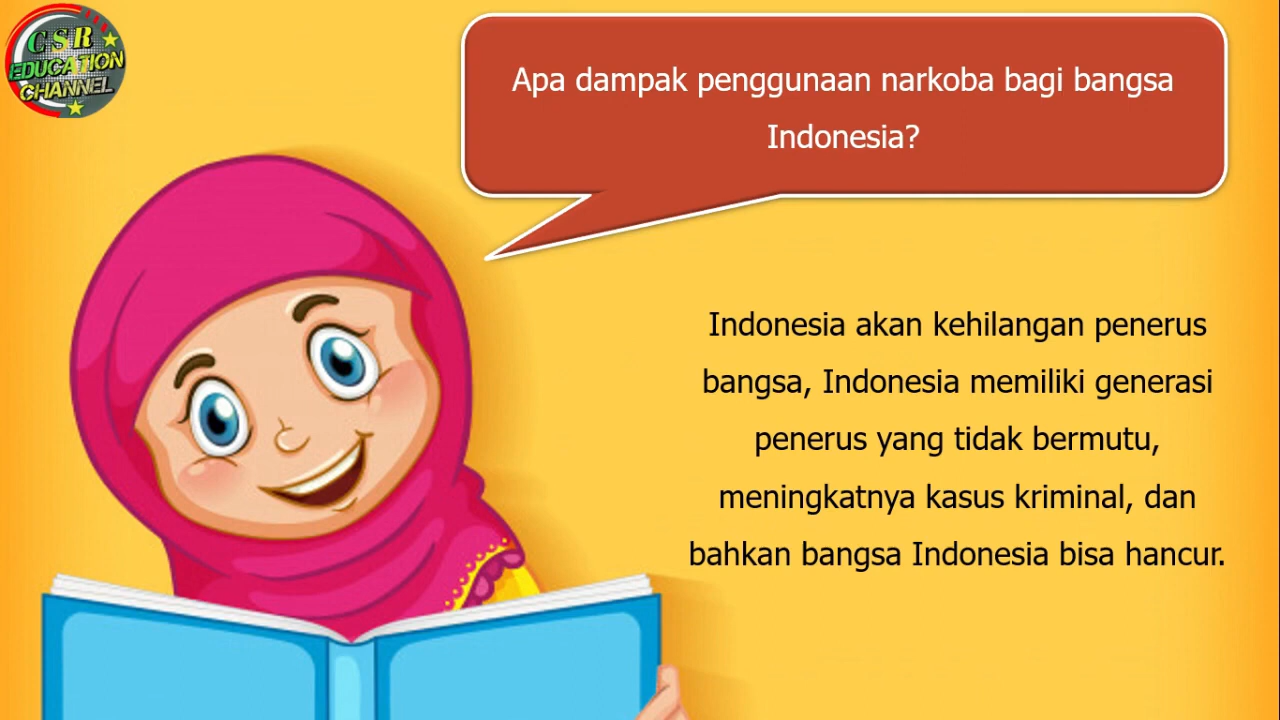 CSR
EDUCATION
CHANNEL
Apa dampak penggunaan narkoba bagi bangsa
Indonesia?
Indonesia akan kehilangan penerus
bangsa, Indonesia memiliki generasi
penerus yang tidak bermutu,
meningkatnya kasus kriminal, dan
bahkan bangsa Indonesia bisa hancur.